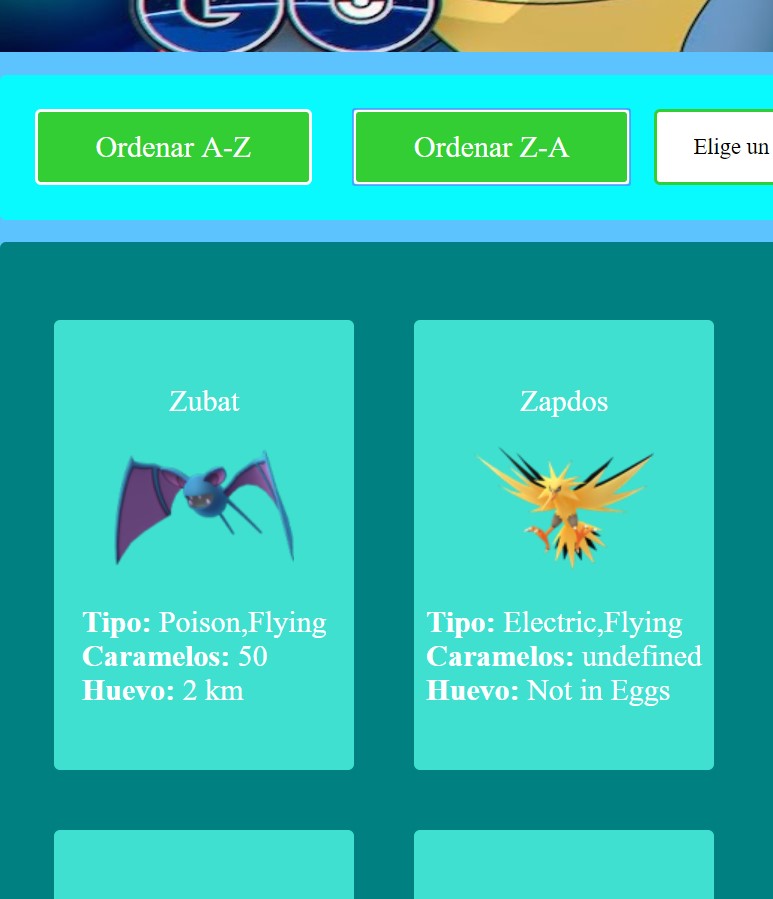 GO
Ordenar A-Z
Ordenar Z-A
Elige un
Zubat
Tipo: Poison,Flying
Caramelos: 50
Huevo: 2 km
Zapdos
Tipo: Electric,Flying
Caramelos: undefined
Huevo: Not in Eggs